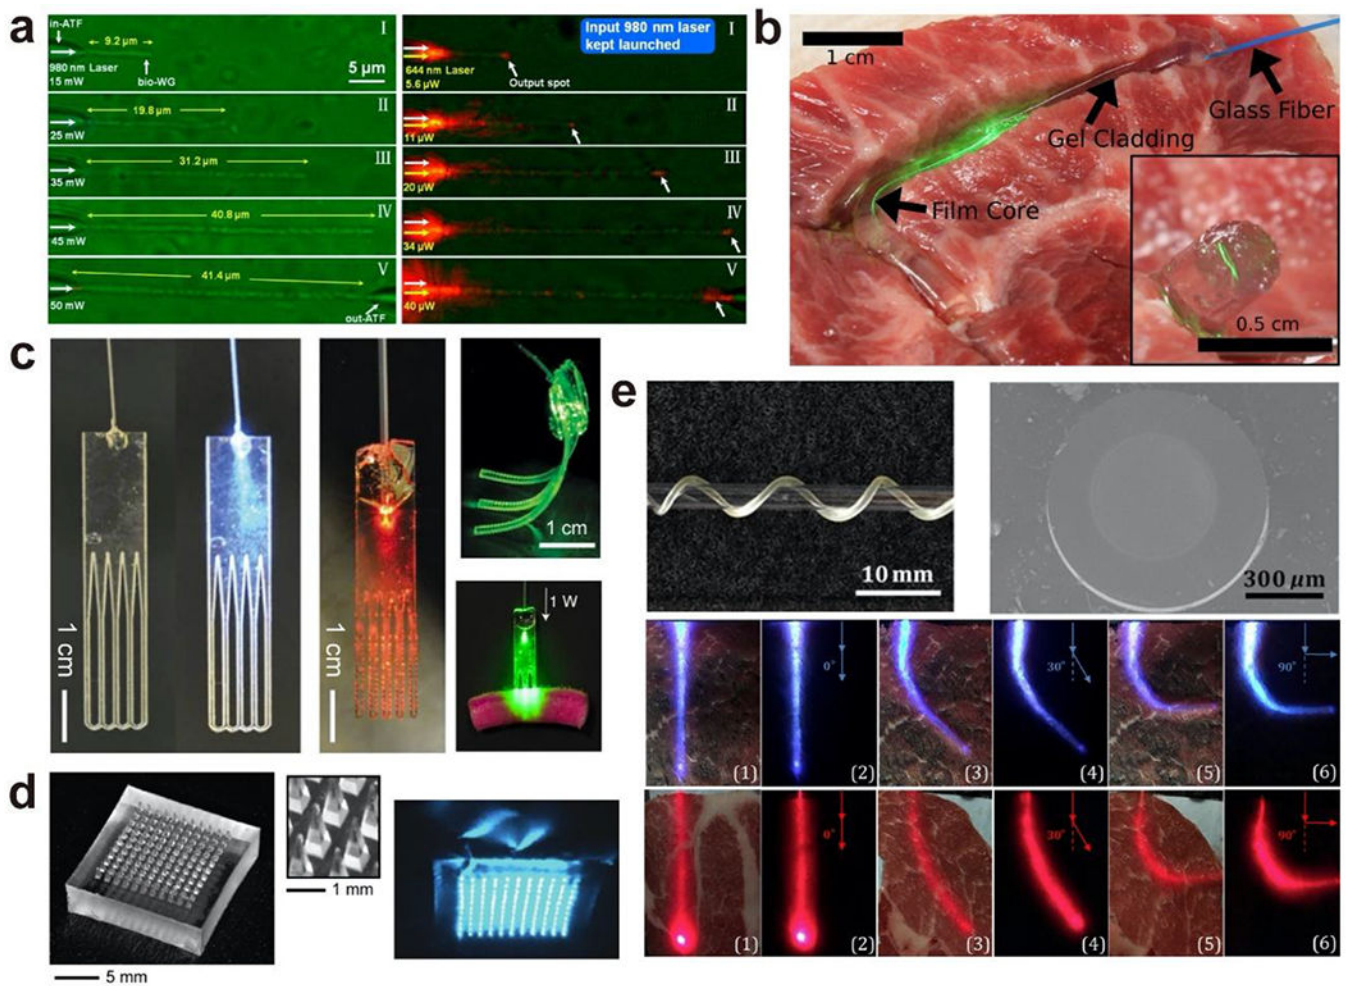 a
in-ATF
9.2 µm
I
980 nm Laser
15 mW
bio-WG
5 µm
19.8 µm
II
25 mW
31.2 µm
III
35 mW
40.8 µm
IV
45 mW
41.4 µm
V
50 mW
out-ATF
Input 980 nm laser
kept launched
I
644 nm Laser
5.6 µW
Output spot
II
11 µW
III
20 µW
IV
34 µW
V
40 µW
b
1 cm
Glass Fiber
Gel Cladding
Film Core
0.5 cm
c
1 cm
1 cm
1 cm
1 W
d
5 mm
1 mm
e
10 mm
300 µm
(1)
0°
(2)
(3)
30°
(4)
(5)
90°
(6)
(1)
0°
(2)
(3)
30°
(4)
(5)
90°
(6)